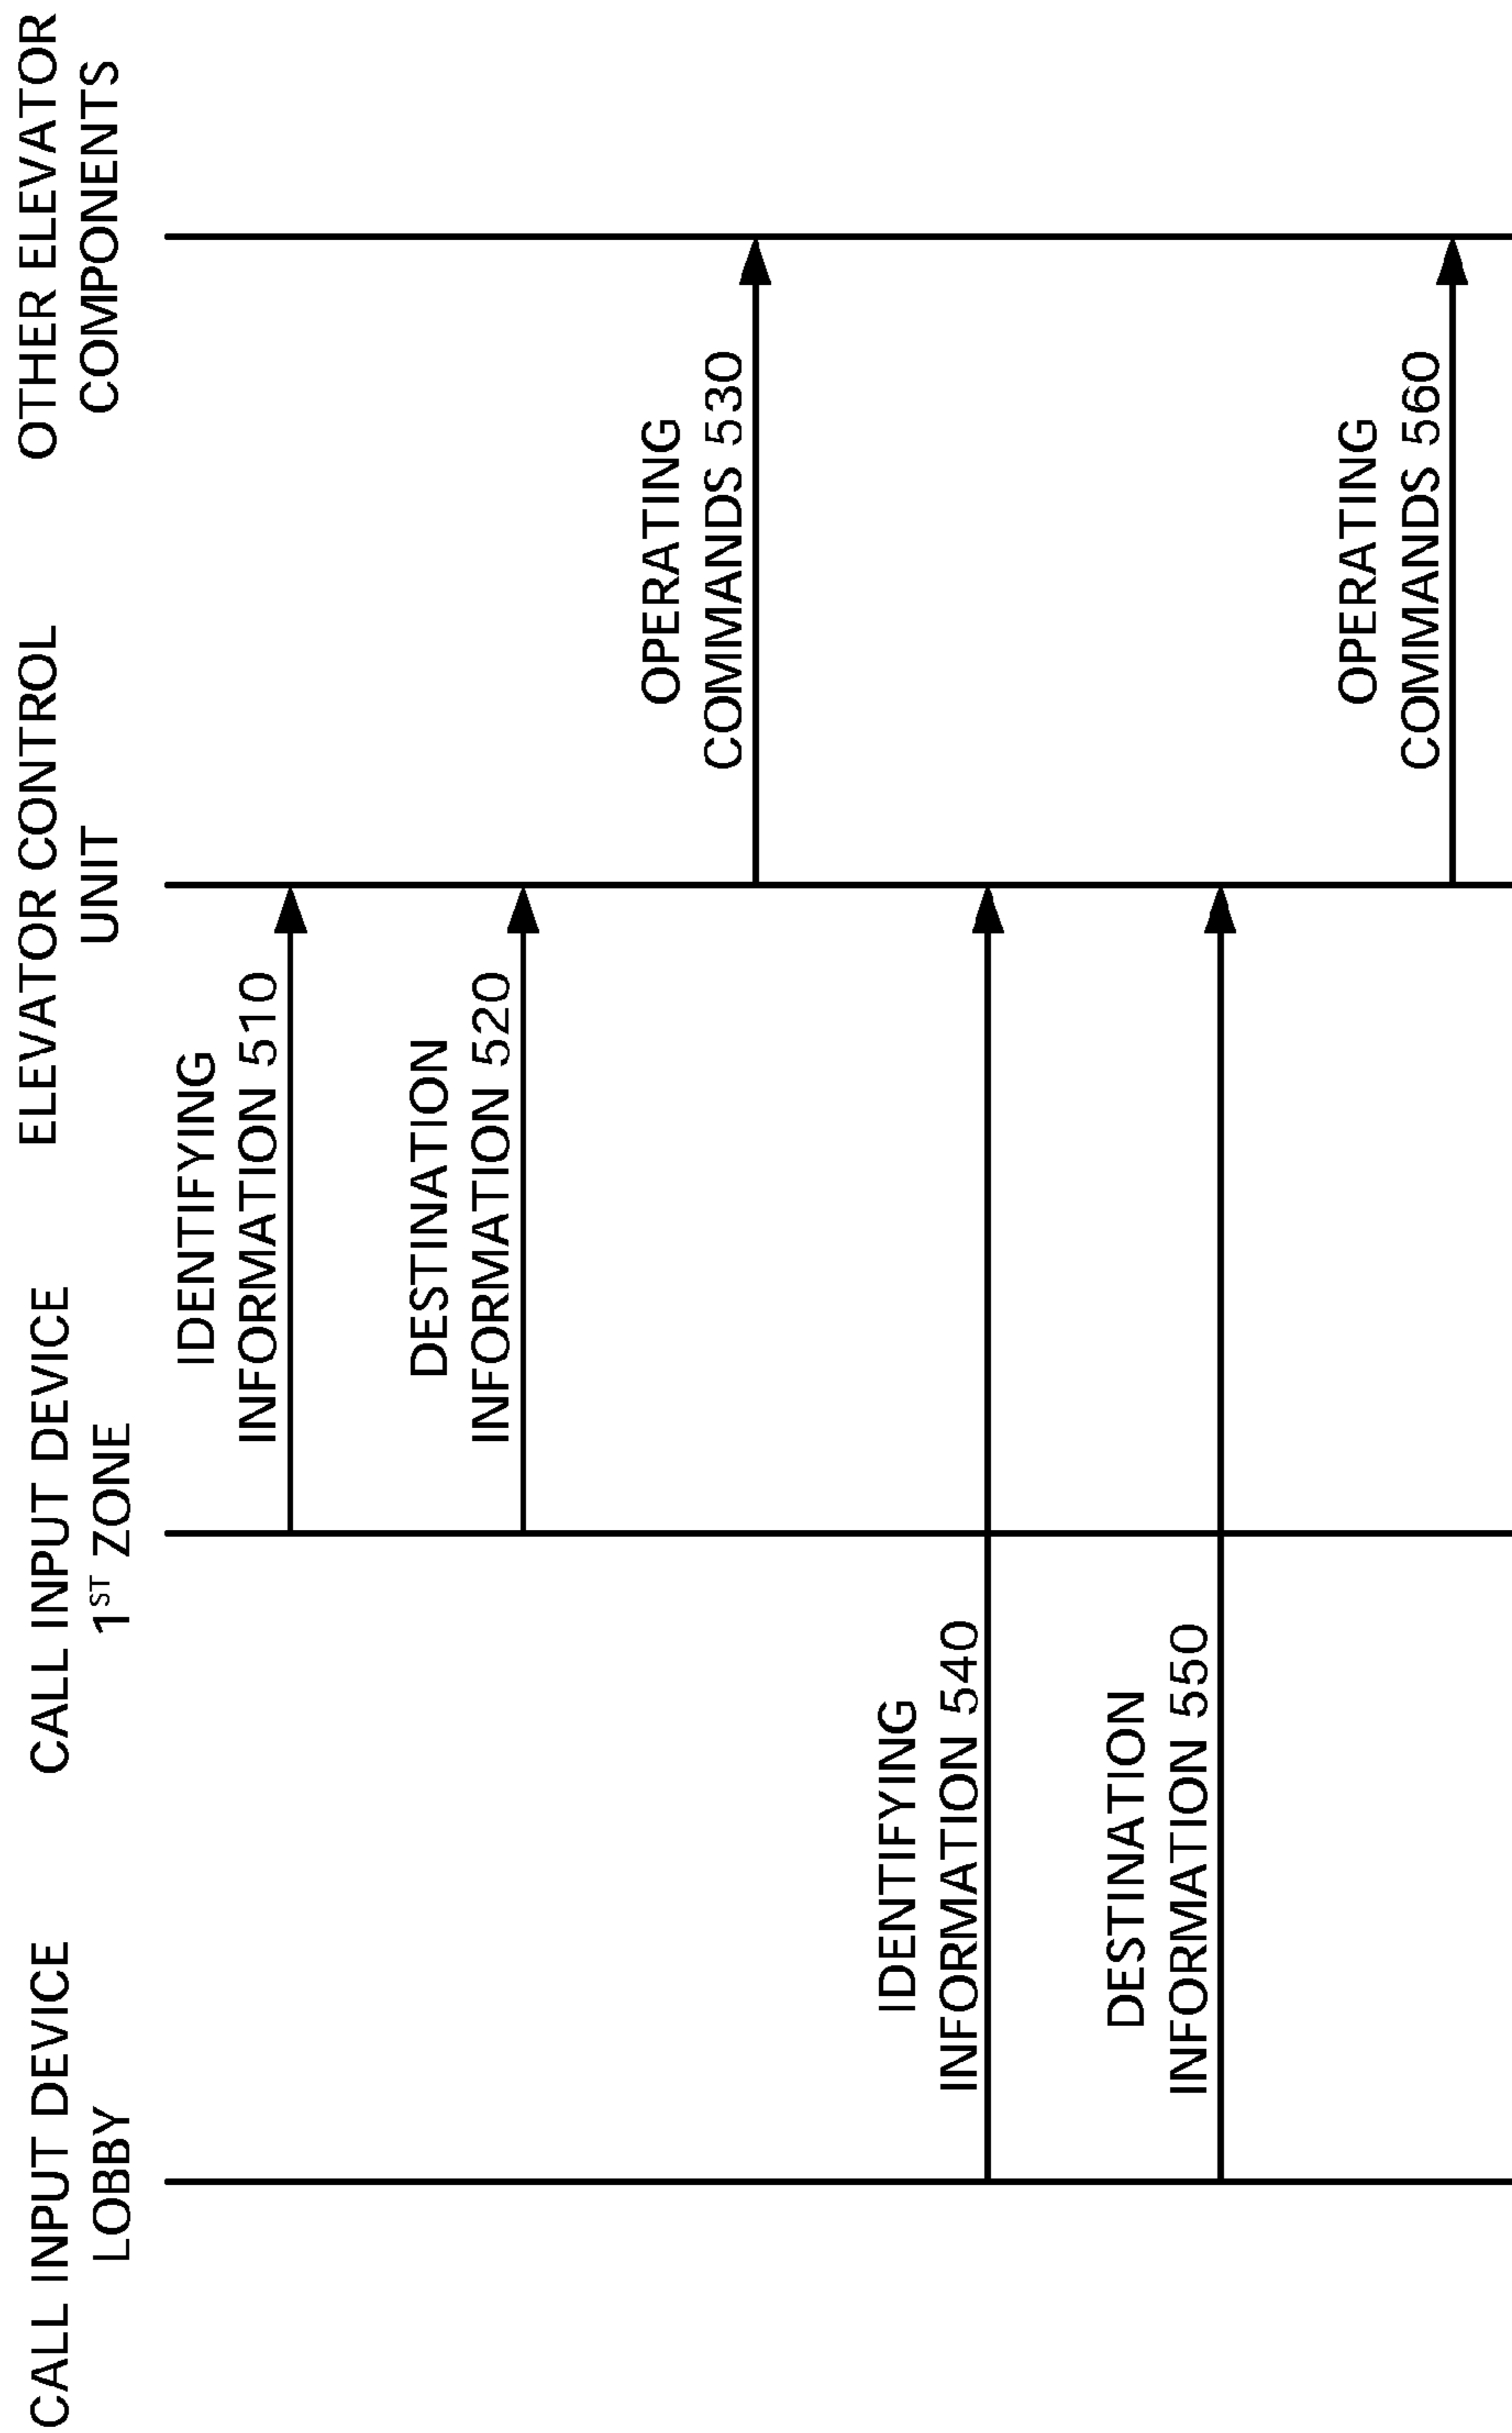 CALL INPUT DEVICE
LOBBY
CALL INPUT DEVICE
1ST ZONE
ELEVATOR CONTROL
UNIT
OTHER ELEVATOR
COMPONENTS
IDENTIFYING
INFORMATION 510
DESTINATION
INFORMATION 520
OPERATING
COMMANDS 530
IDENTIFYING
INFORMATION 540
DESTINATION
INFORMATION 550
OPERATING
COMMANDS 560